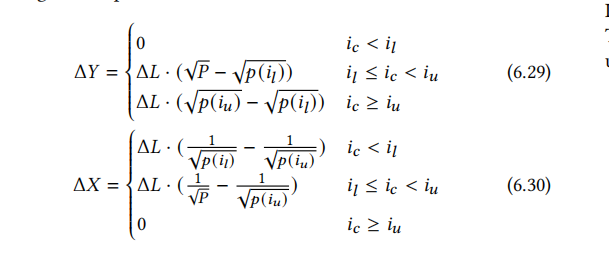 ΔY = { 0    i_c < i_l
ΔL · (√P − √p(i_l))    i_l ≤ i_c < i_u    (6.29)
ΔL · (√p(i_u) − √p(i_l))    i_c ≥ i_u
ΔX = { ΔL · (1/√p(i_l) − 1/√p(i_u))    i_c < i_l
ΔL · (1/√P − 1/√p(i_u))    i_l ≤ i_c < i_u    (6.30)
0    i_c ≥ i_u